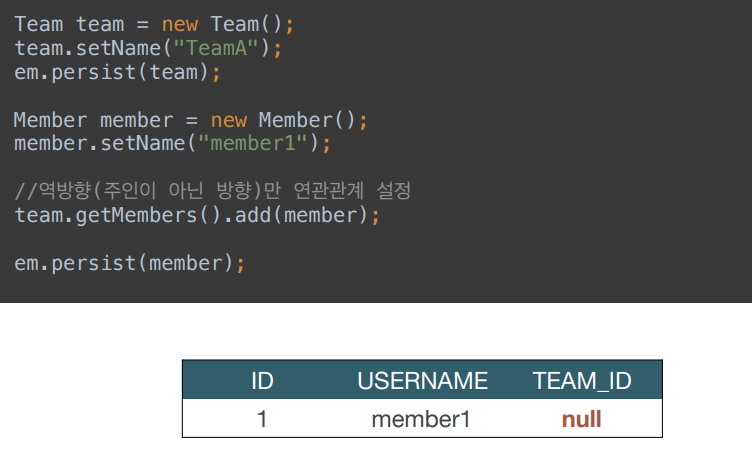 Team team = new Team();
team.setName("TeamA");
em.persist(team);
Member member = new Member();
member.setName("member1");
//역방향(주인이 아닌 방향)만 연관관계 설정
team.getMembers().add(member);
em.persist(member);
ID USERNAME TEAM_ID
1 member1 null